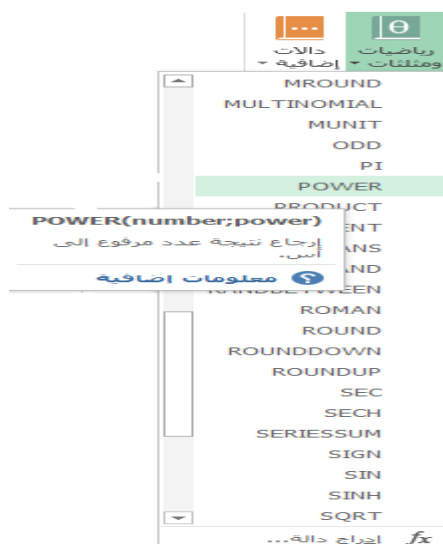 رياضيات
ومثلثات
دالات
إضافية
MROUND
MULTINOMIAL
MUNIT
ODD
PI
POWER
PRODUCT
POWER(number;power)
إرجاع نتيجة عدد مرفوع إلى
أس.
معلومات إضافية
ROMAN
ROUND
ROUNDDOWN
ROUNDUP
SEC
SECH
SERIESSUM
SIGN
SIN
SINH
SQRT
fx إدراج دالة...